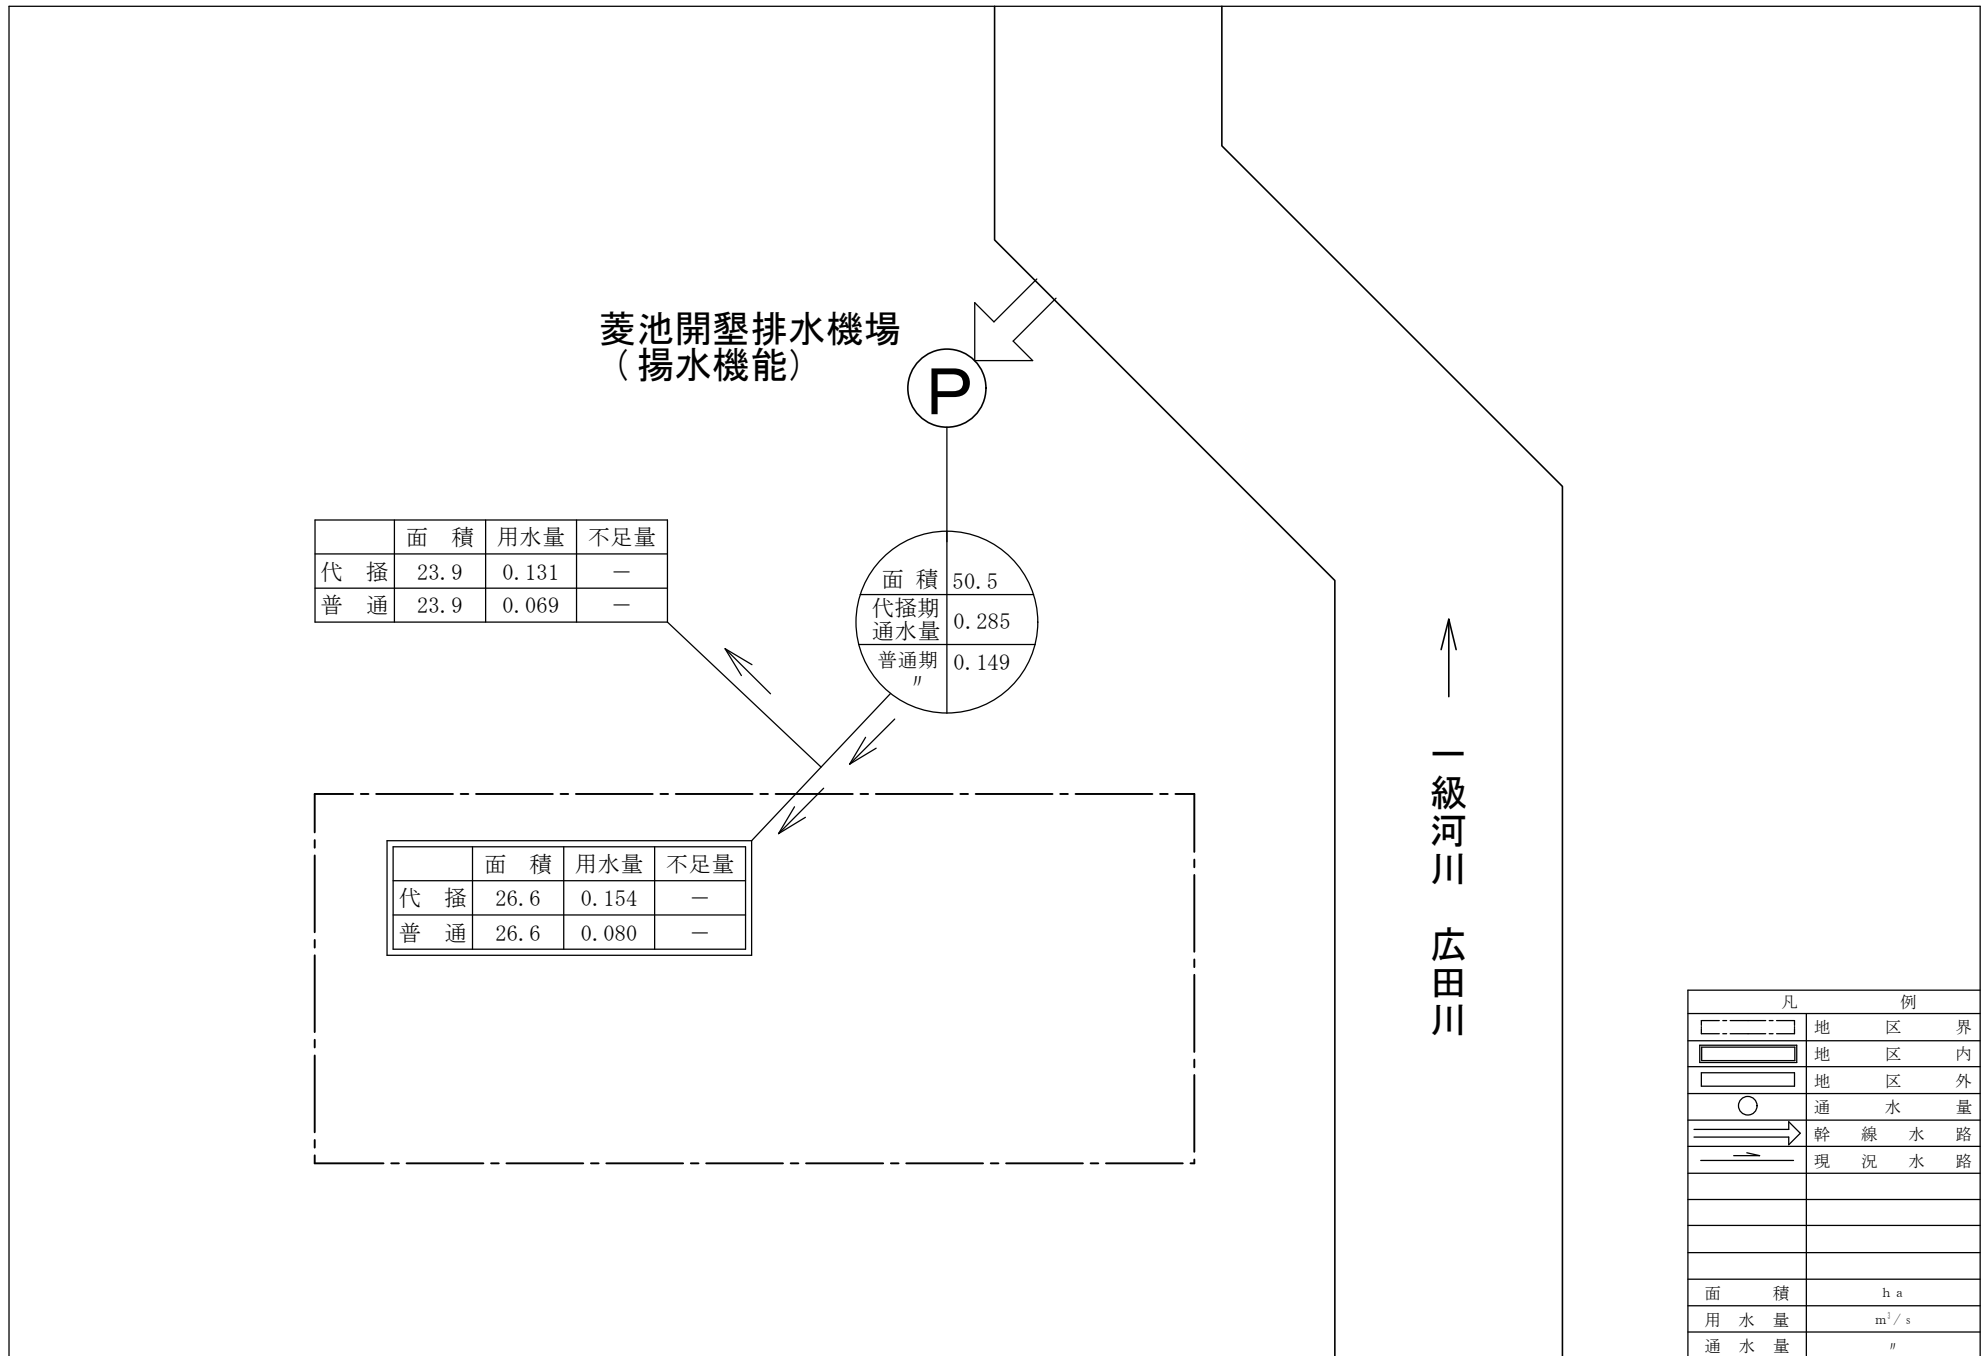 菱池開墾排水機場
（揚水機能）
P
面 積 用水量 不足量
代 掻 23.9 0.131 －
普 通 23.9 0.069 －
面 積 50.5
代掻期
通水量 0.285
普通期 0.149
〃
面 積 用水量 不足量
代 掻 26.6 0.154 －
普 通 26.6 0.080 －
一級河川 広田川
凡 例
地 区 界
地 区 内
地 区 外
通 水 量
幹 線 水 路
現 況 水 路
面 積 ha
用 水 量 m³/s
通 水 量 〃